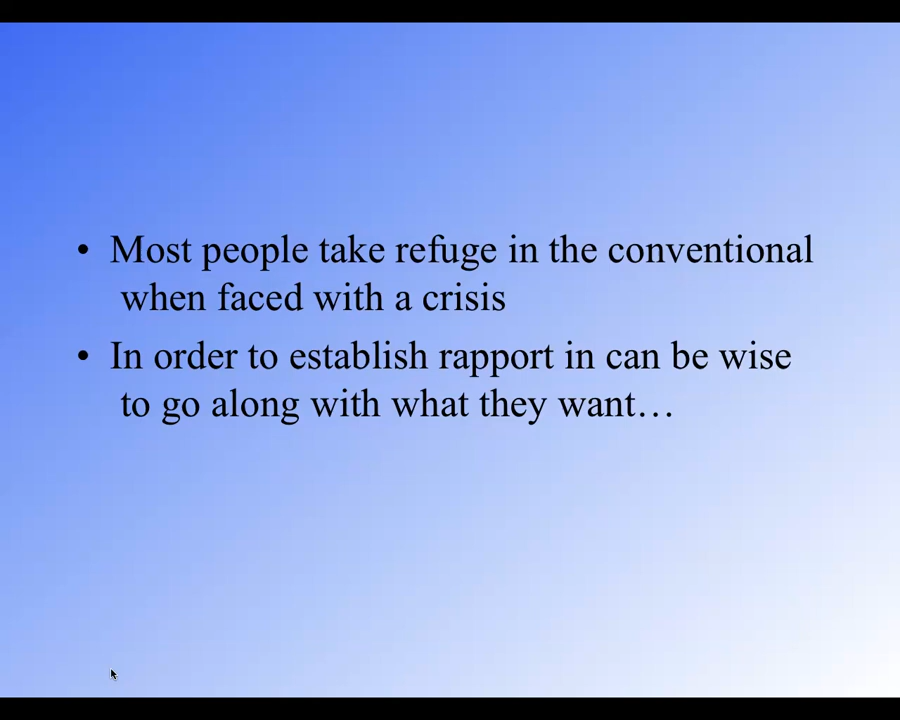 • Most people take refuge in the conventional
when faced with a crisis
• In order to establish rapport in can be wise
to go along with what they want…